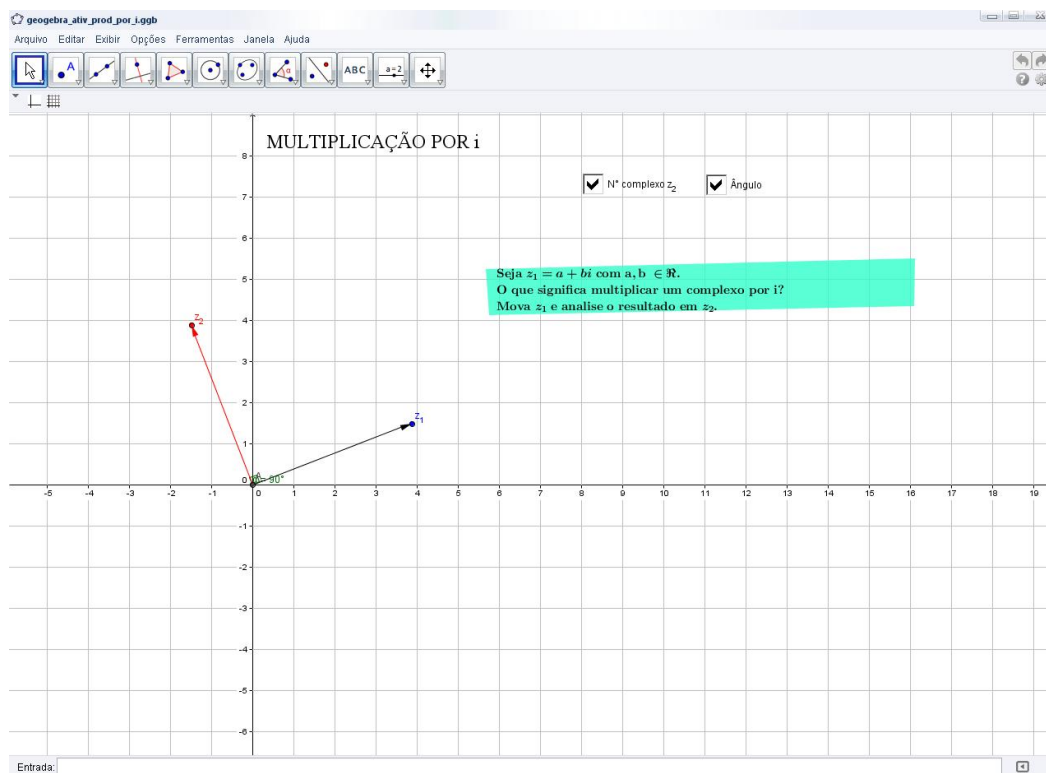 geogebra_ativ_prod_por_i.ggb
Arquivo Editar Exibir Opções Ferramentas Janela Ajuda
A α ABC a=2
MULTIPLICAÇÃO POR i
N° complexo z₂ Ângulo
Seja z₁ = a + bi com a, b ∈ ℜ.
O que significa multiplicar um complexo por i?
Mova z₁ e analise o resultado em z₂.
z₂
z₁
= 90°
8
7
6
5
4
3
2
1
0
-5 -4 -3 -2 -1 0 1 2 3 4 5 6 7 8 9 10 11 12 13 14 15 16 17 18 19
-1
-2
-3
-4
-5
-6
Entrada: